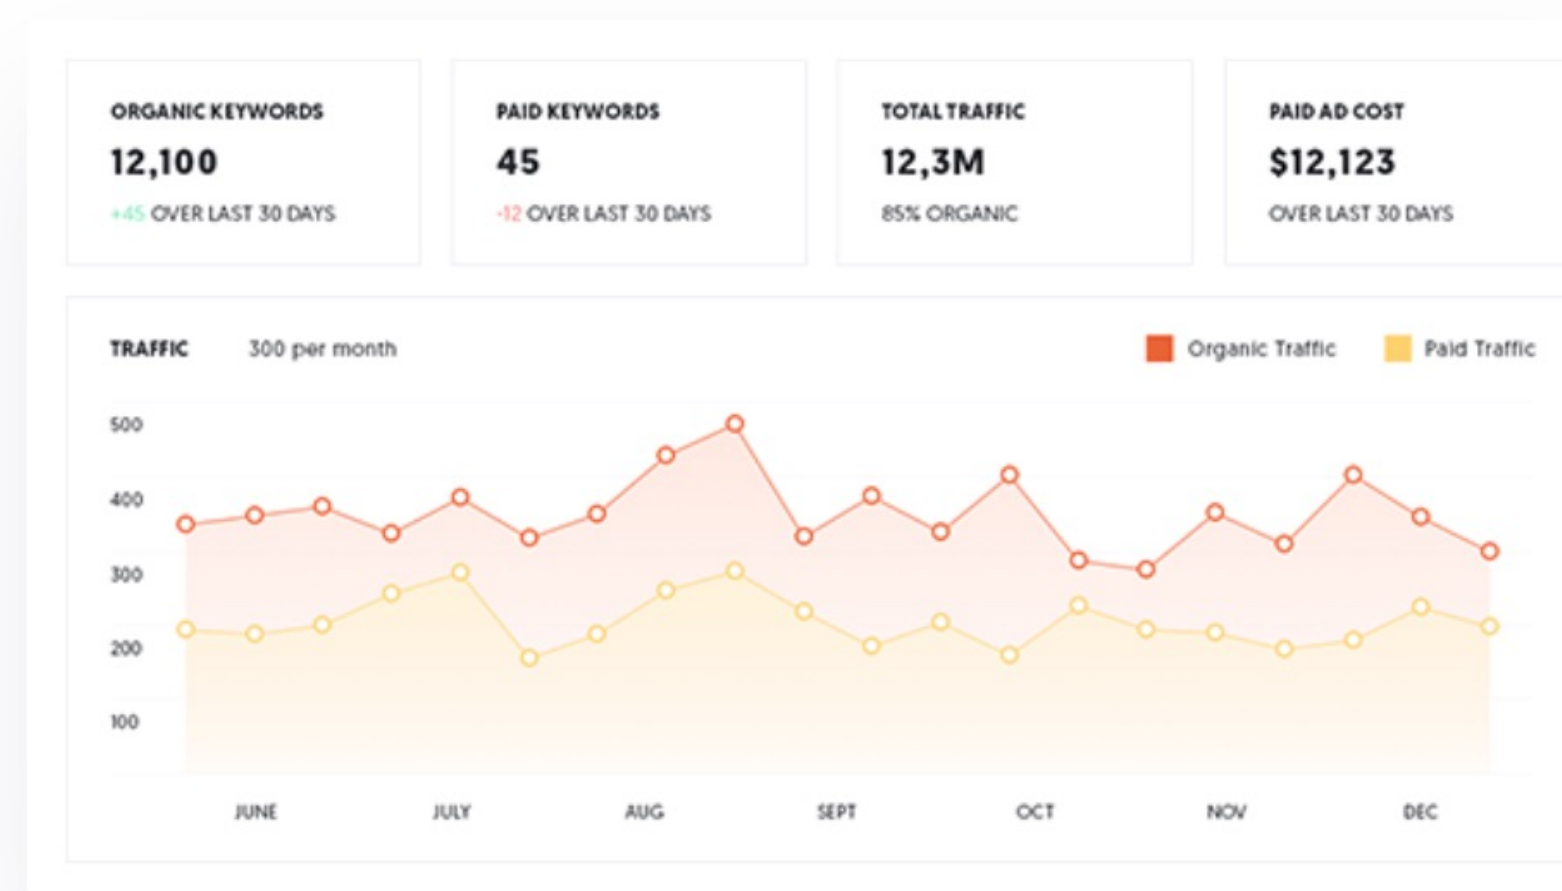 ORGANIC KEYWORDS
12,100
+45 OVER LAST 30 DAYS
PAID KEYWORDS
45
-12 OVER LAST 30 DAYS
TOTAL TRAFFIC
12,3M
85% ORGANIC
PAID AD COST
$12,123
OVER LAST 30 DAYS
TRAFFIC 300 per month
Organic Traffic Paid Traffic
500
400
300
200
100
JUNE JULY AUG SEPT OCT NOV DEC